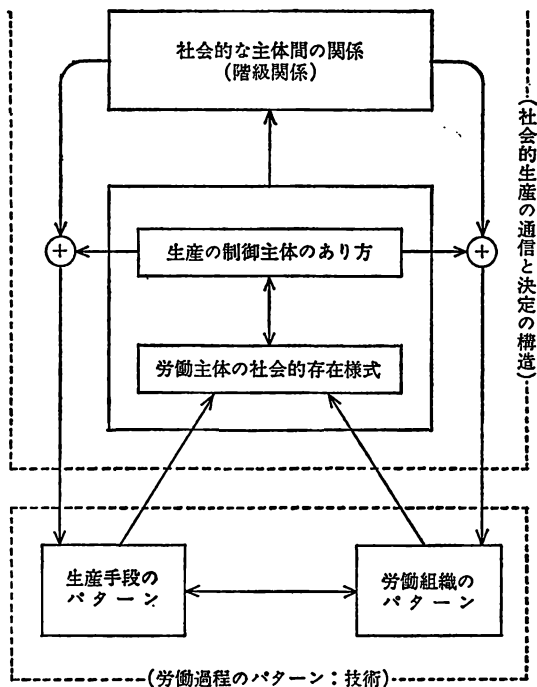 社会的な主体間の関係
(階級関係)
(社会的生産の通信と決定の構造)
+
生産の制御主体のあり方
+
労働主体の社会的存在様式
生産手段の
パターン
労働組織の
パターン
(労働過程のパターン:技術)